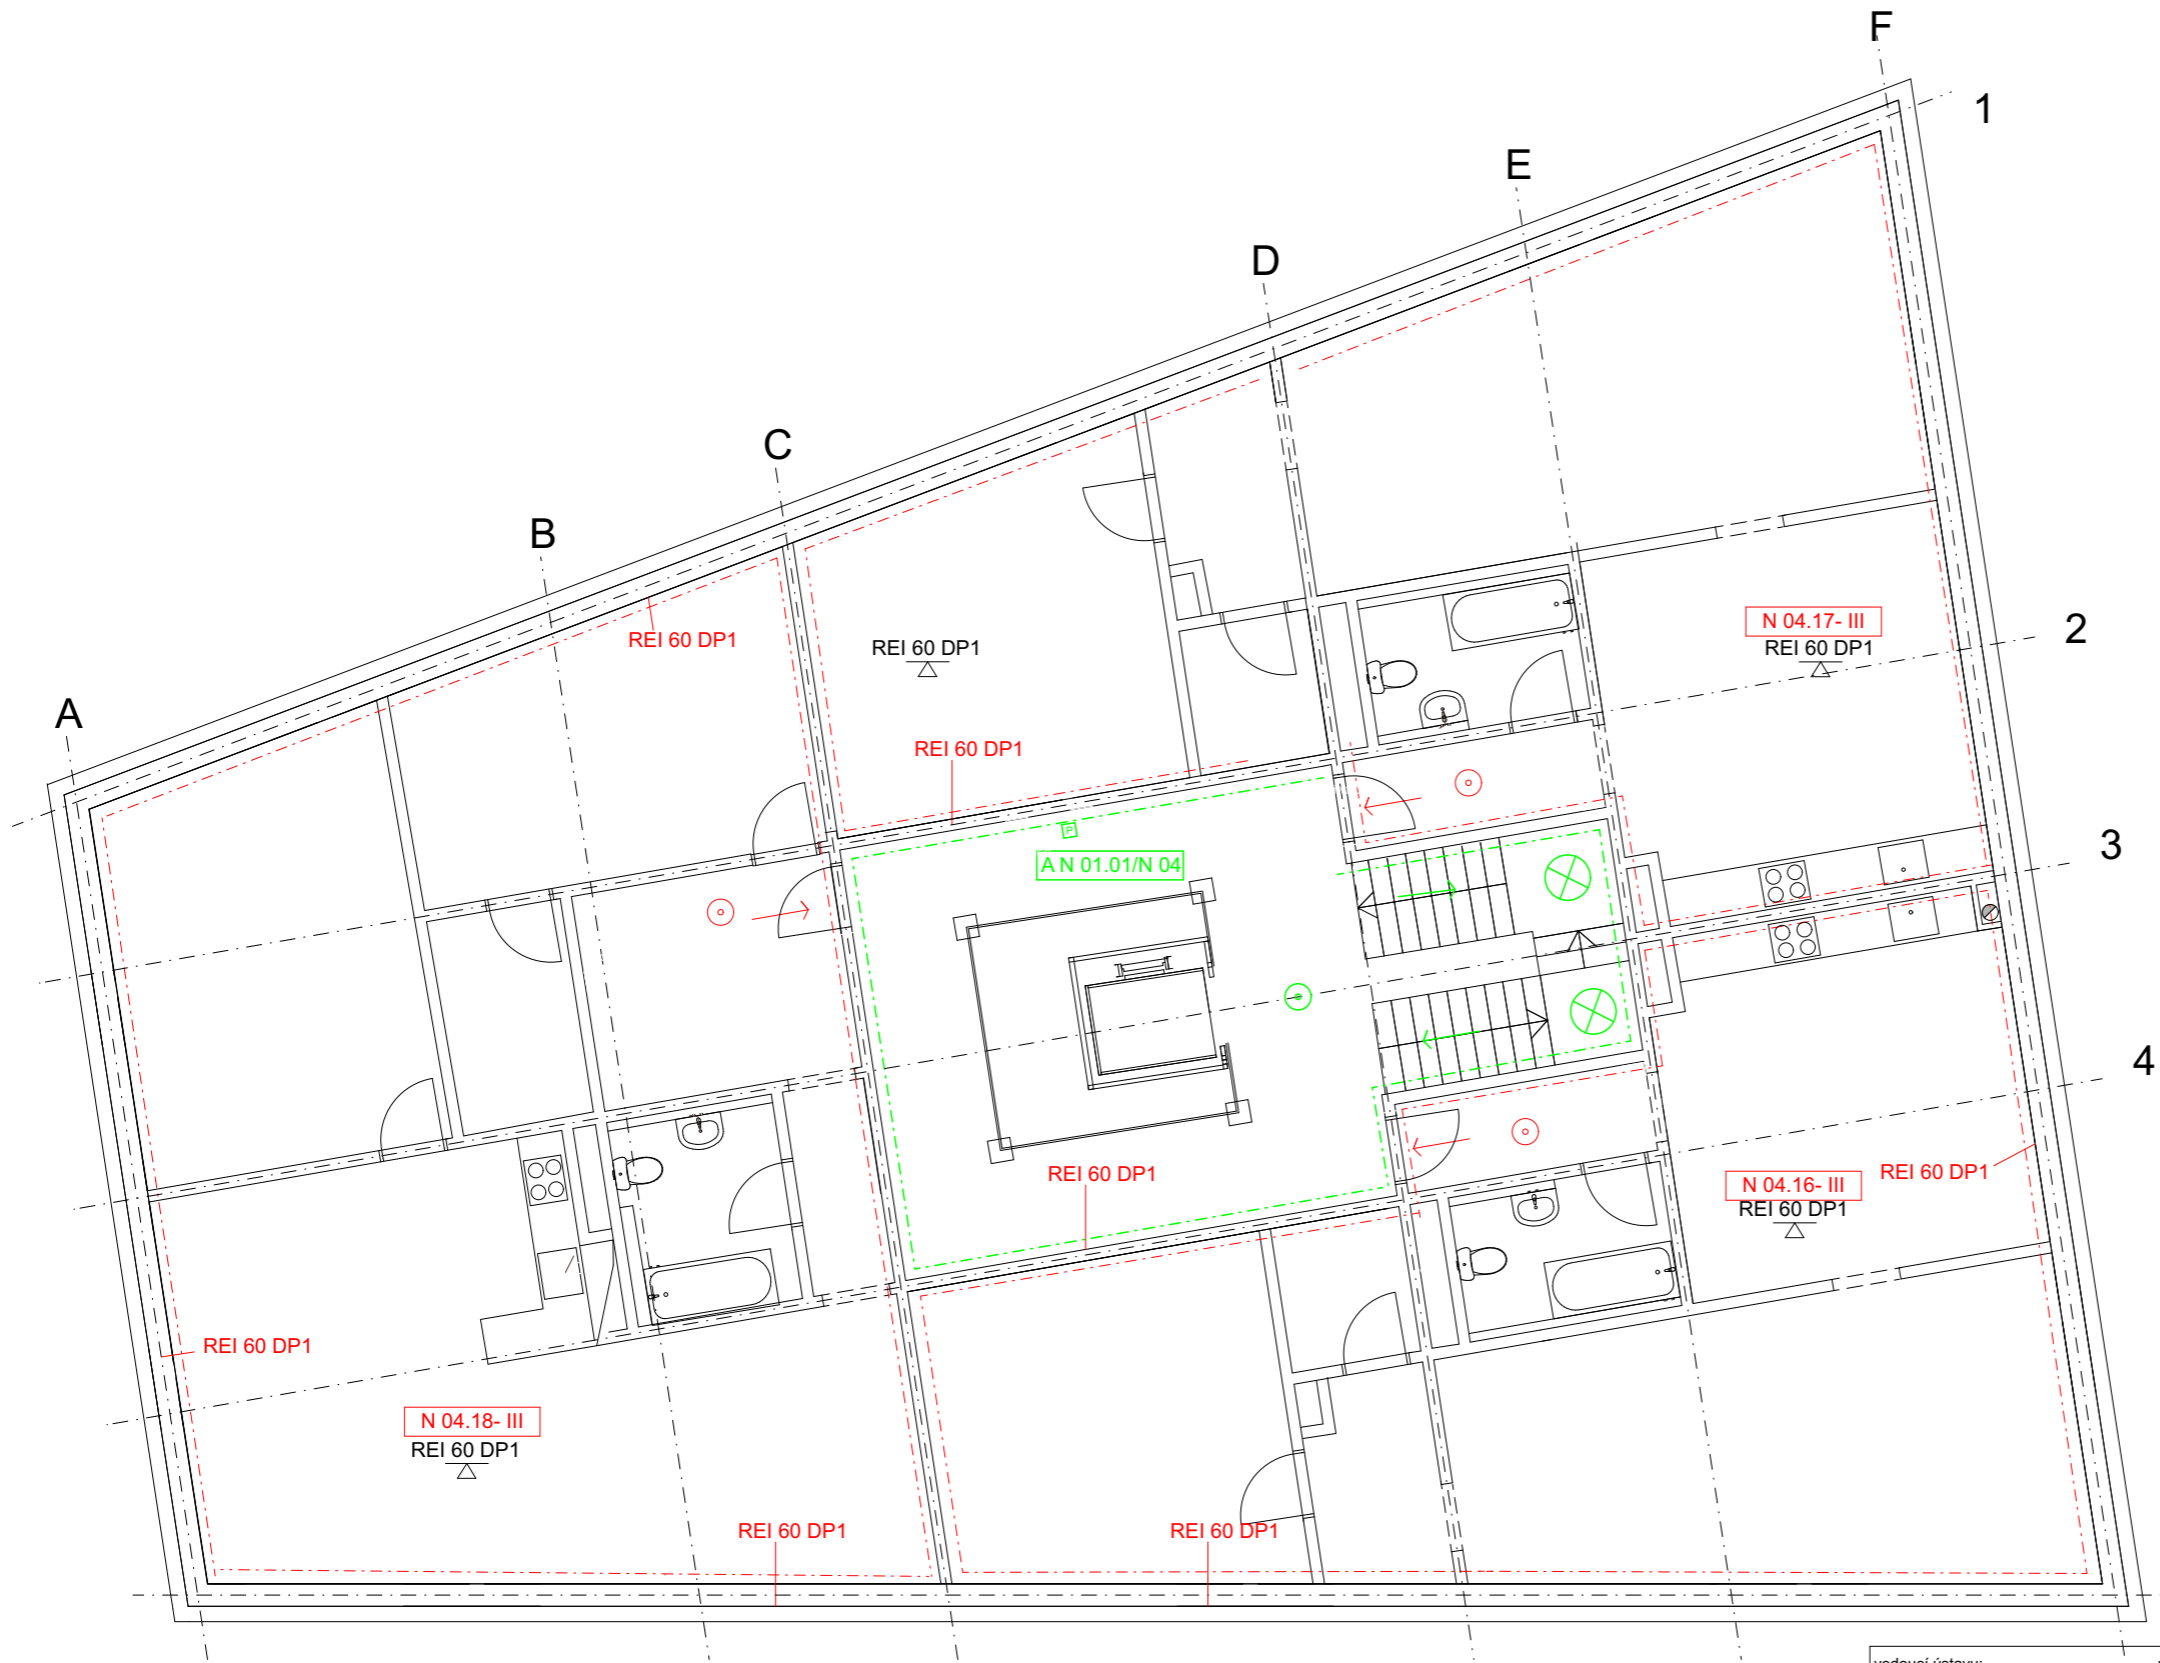 F
1
E
D
C
B
A
REI 60 DP1
REI 60 DP1
N 04.17- III
REI 60 DP1
2
REI 60 DP1
P
A N 01.01/N 04
3
4
REI 60 DP1
REI 60 DP1
N 04.16- III
REI 60 DP1
REI 60 DP1
N 04.18- III
REI 60 DP1
REI 60 DP1
REI 60 DP1
vedoucí ústavu: